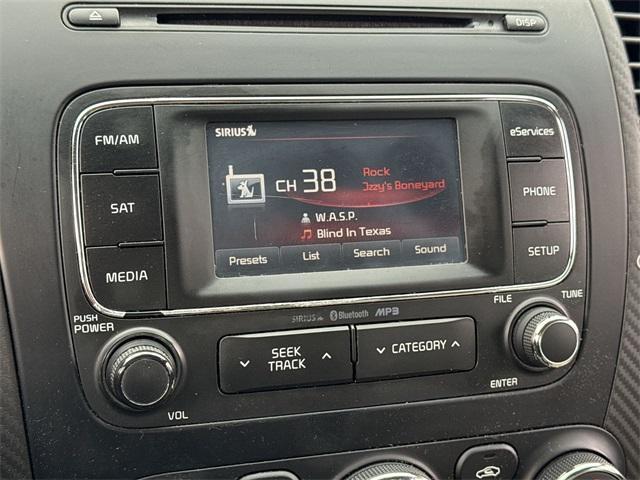 DISP
SIRIUS
FM/AM
eServices
CH 38
Rock
Jzzy's Boneyard
SAT
PHONE
W.A.S.P.
Blind In Texas
MEDIA
Presets
List
Search
Sound
SETUP
PUSH
POWER
SIRIUS
Bluetooth
MP3
FILE
TUNE
SEEK
TRACK
CATEGORY
ENTER
VOL